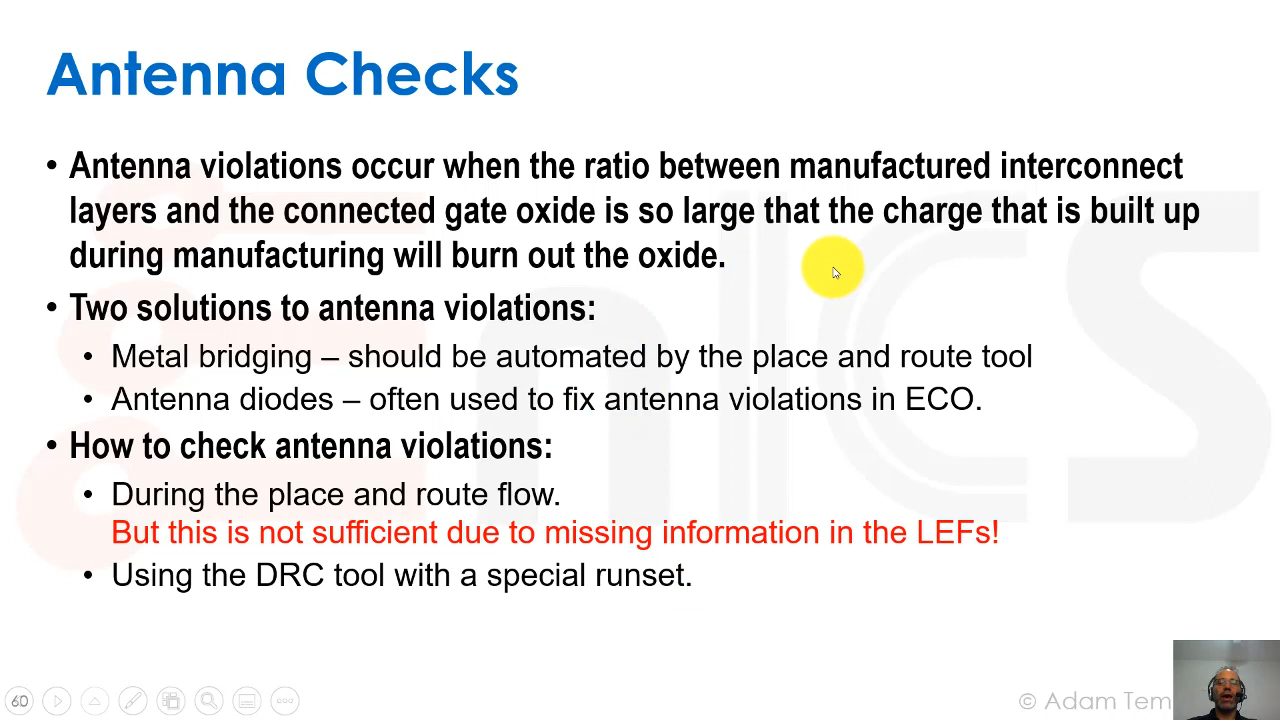 Antenna Checks
• Antenna violations occur when the ratio between manufactured interconnect
layers and the connected gate oxide is so large that the charge that is built up
during manufacturing will burn out the oxide.
• Two solutions to antenna violations:
• Metal bridging – should be automated by the place and route tool
• Antenna diodes – often used to fix antenna violations in ECO.
• How to check antenna violations:
• During the place and route flow.
But this is not sufficient due to missing information in the LEFs!
• Using the DRC tool with a special runset.
60
© Adam Tem